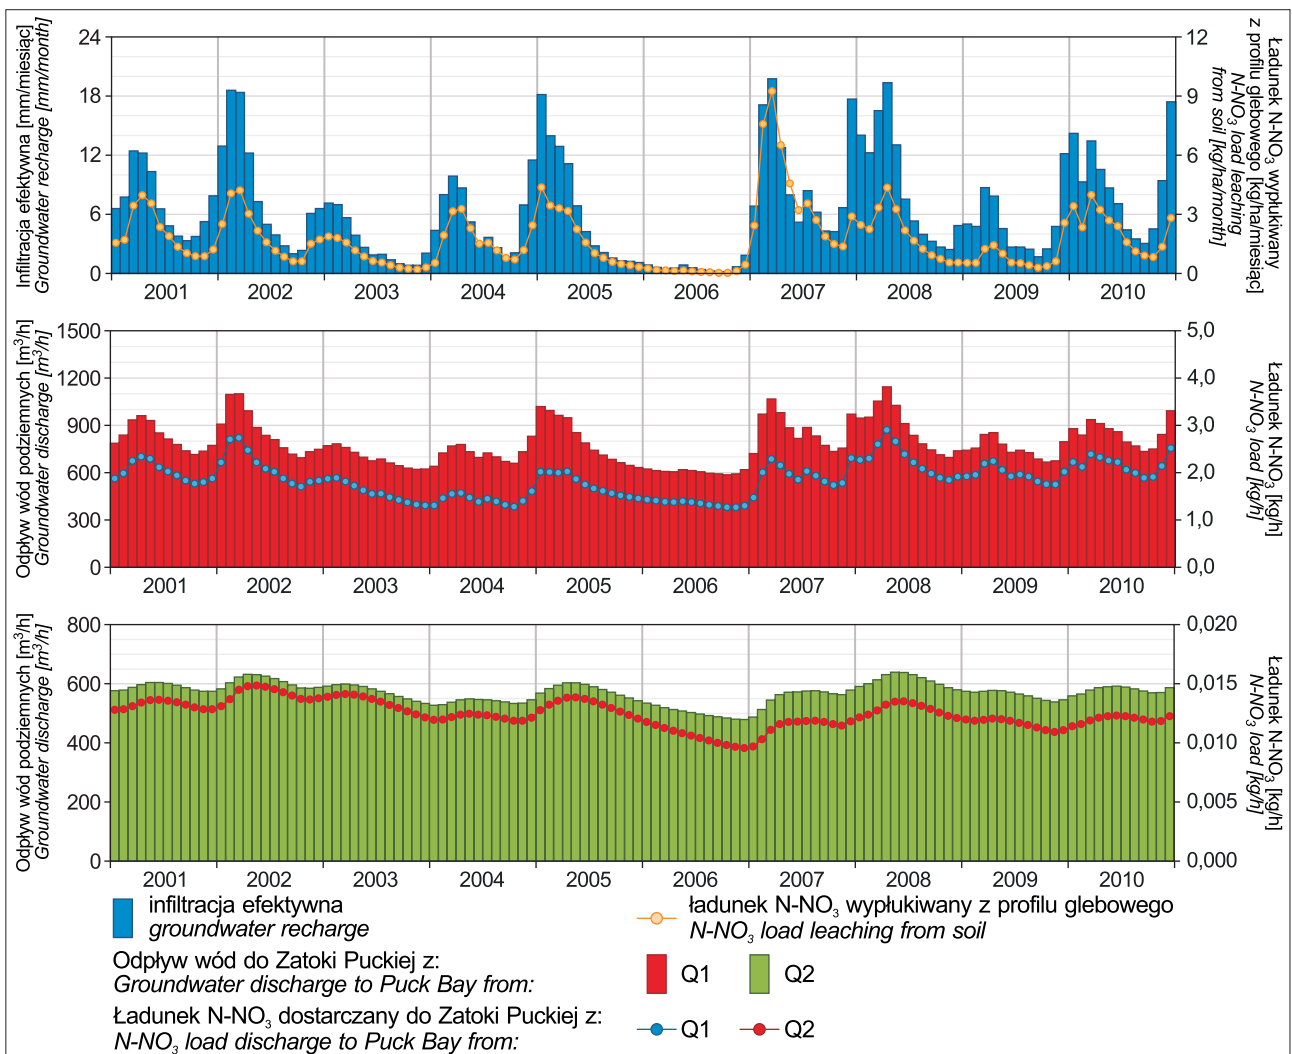 Infiltracja efektywna [mm/miesiąc]
Groundwater recharge [mm/month]
24
18
12
6
0
12
9
6
3
0
Ładunek N-NO₃ wypłukiwany
z profilu glebowego [kg/ha/miesiąc]
N-NO₃ load leaching
from soil [kg/ha/month]
2001 2002 2003 2004 2005 2006 2007 2008 2009 2010
Odpływ wód podziemnych [m³/h]
Groundwater discharge [m³/h]
1500
1200
900
600
300
0
5,0
4,0
3,0
2,0
1,0
0,0
Ładunek N-NO₃ [kg/h]
N-NO₃ load [kg/h]
2001 2002 2003 2004 2005 2006 2007 2008 2009 2010
Odpływ wód podziemnych [m³/h]
Groundwater discharge [m³/h]
800
600
400
200
0
0,020
0,015
0,010
0,005
0,000
Ładunek N-NO₃ [kg/h]
N-NO₃ load [kg/h]
2001 2002 2003 2004 2005 2006 2007 2008 2009 2010
infiltracja efektywna
groundwater recharge
ładunek N-NO₃ wypłukiwany z profilu glebowego
N-NO₃ load leaching from soil
Odpływ wód do Zatoki Puckiej z:
Groundwater discharge to Puck Bay from:
Q1 Q2
Ładunek N-NO₃ dostarczany do Zatoki Puckiej z:
N-NO₃ load discharge to Puck Bay from:
Q1 Q2